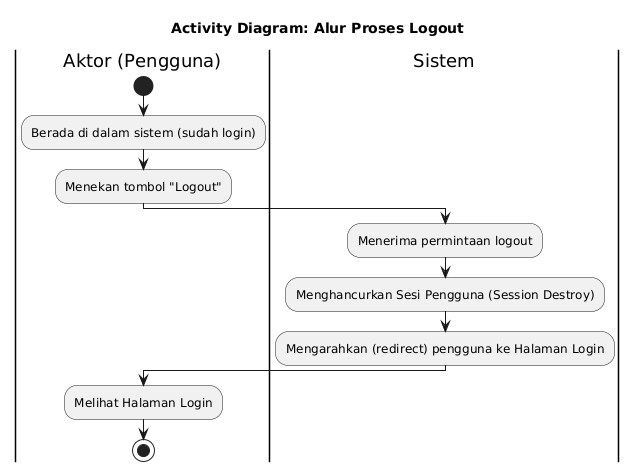 Activity Diagram: Alur Proses Logout
Aktor (Pengguna)
Sistem
Berada di dalam sistem (sudah login)
Menekan tombol "Logout"
Menerima permintaan logout
Menghancurkan Sesi Pengguna (Session Destroy)
Mengarahkan (redirect) pengguna ke Halaman Login
Melihat Halaman Login